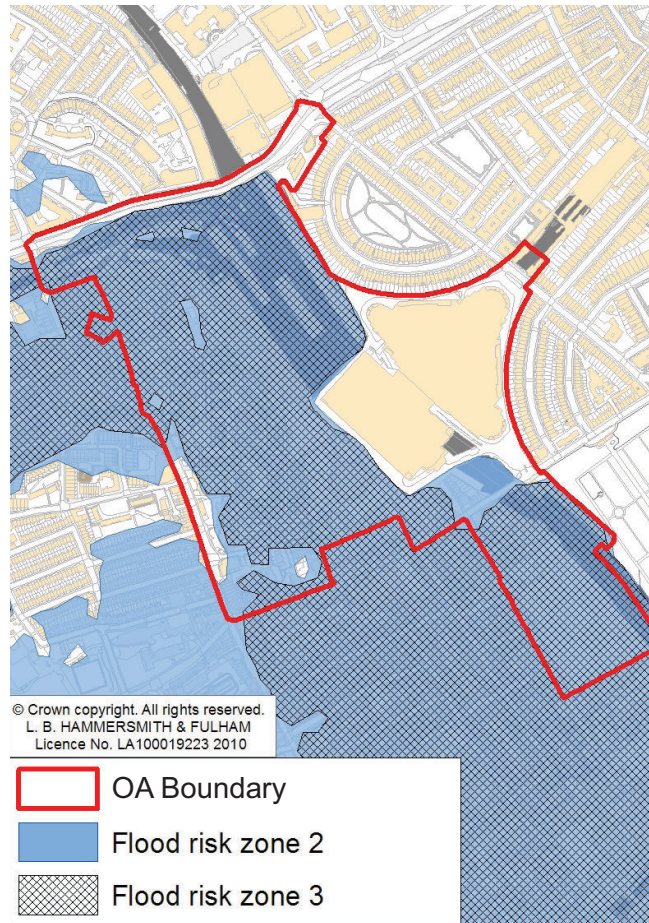 © Crown copyright. All rights reserved.
L. B. HAMMERSMITH & FULHAM
Licence No. LA100019223 2010
OA Boundary
Flood risk zone 2
Flood risk zone 3